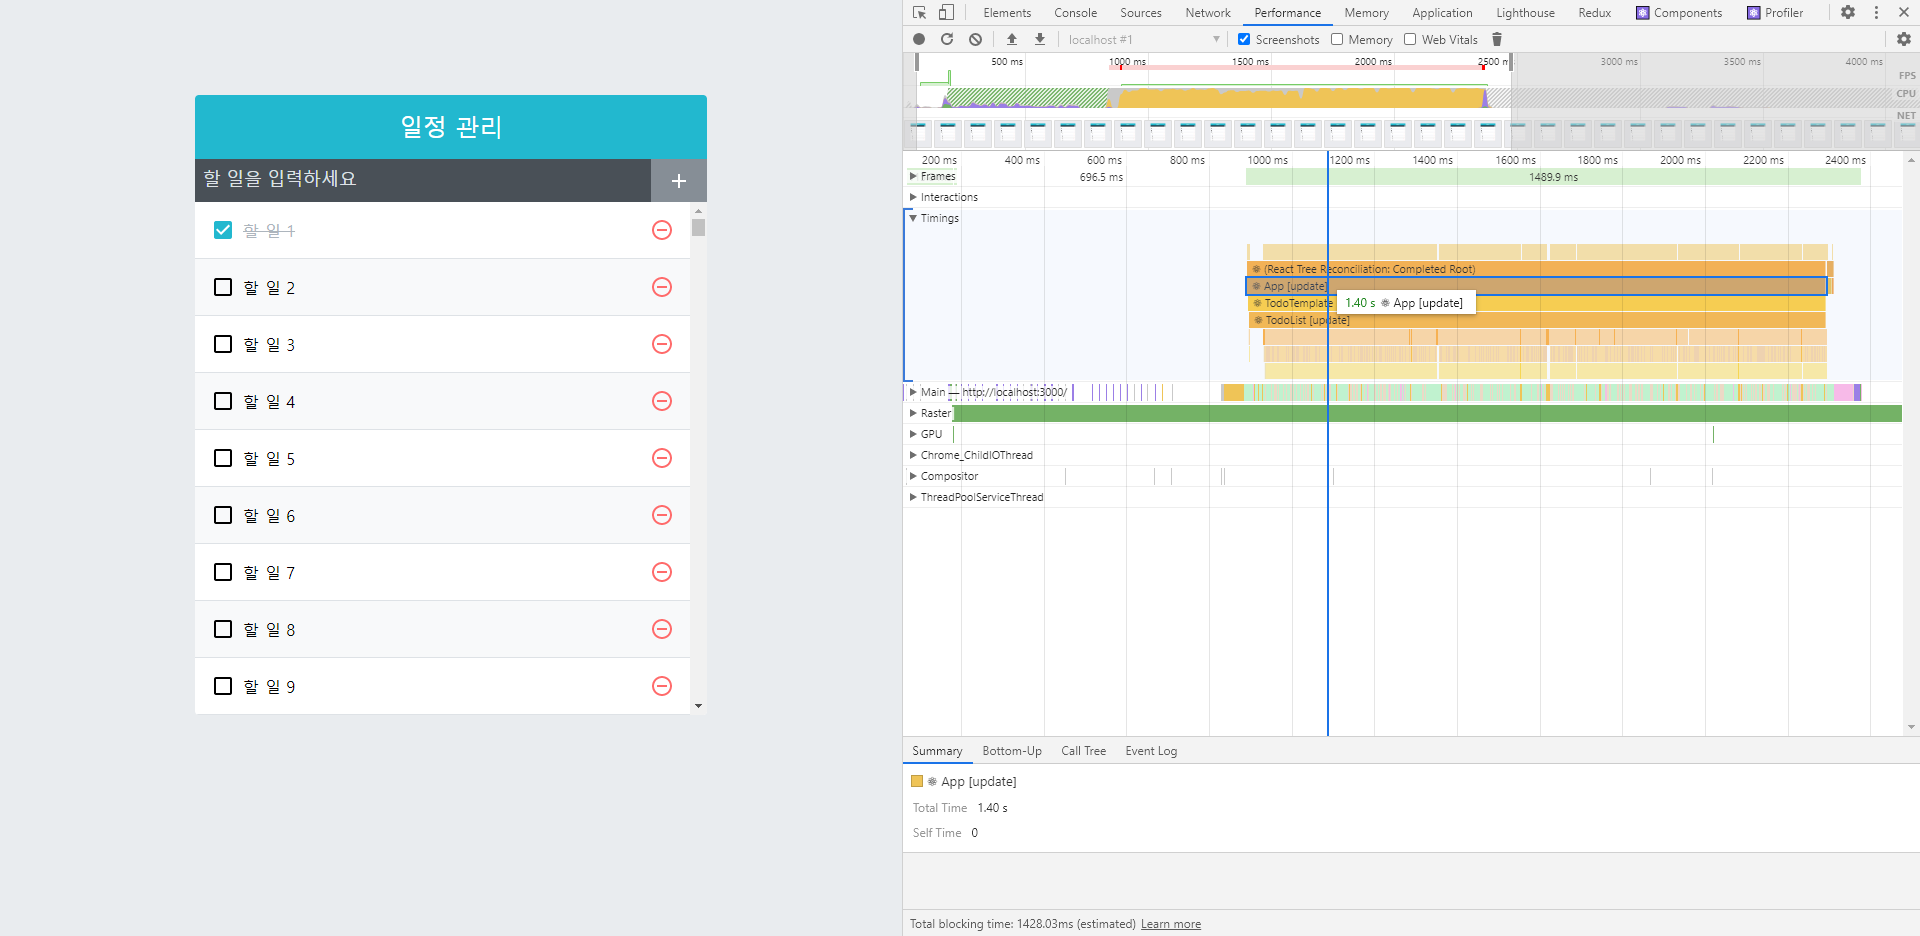 일정 관리
할 일을 입력하세요
할 일 1
할 일 2
할 일 3
할 일 4
할 일 5
할 일 6
할 일 7
할 일 8
할 일 9
Elements Console Sources Network Performance Memory Application Lighthouse Redux Components Profiler
localhost #1 Screenshots Memory Web Vitals
500 ms 1000 ms 1500 ms 2000 ms 2500 m 3000 ms 3500 ms 4000 ms
FPS
CPU
NET
200 ms 400 ms 600 ms 800 ms 1000 ms 1200 ms 1400 ms 1600 ms 1800 ms 2000 ms 2200 ms 2400 ms
Frames 696.5 ms 1489.9 ms
Interactions
Timings
(React Tree Reconciliation: Completed Root)
App [update]
TodoTemplate
1.40 s App [update]
TodoList [update]
Main — http://localhost:3000/
Raster
GPU
Chrome_ChildIOThread
Compositor
ThreadPoolServiceThread
Summary Bottom-Up Call Tree Event Log
App [update]
Total Time 1.40 s
Self Time 0
Total blocking time: 1428.03ms (estimated) Learn more